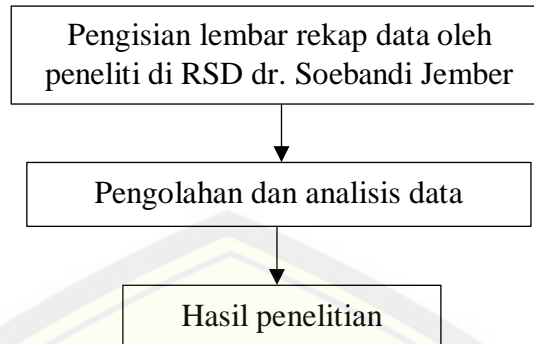 Pengisian lembar rekap data oleh
peneliti di RSD dr. Soebandi Jember
Pengolahan dan analisis data
Hasil penelitian